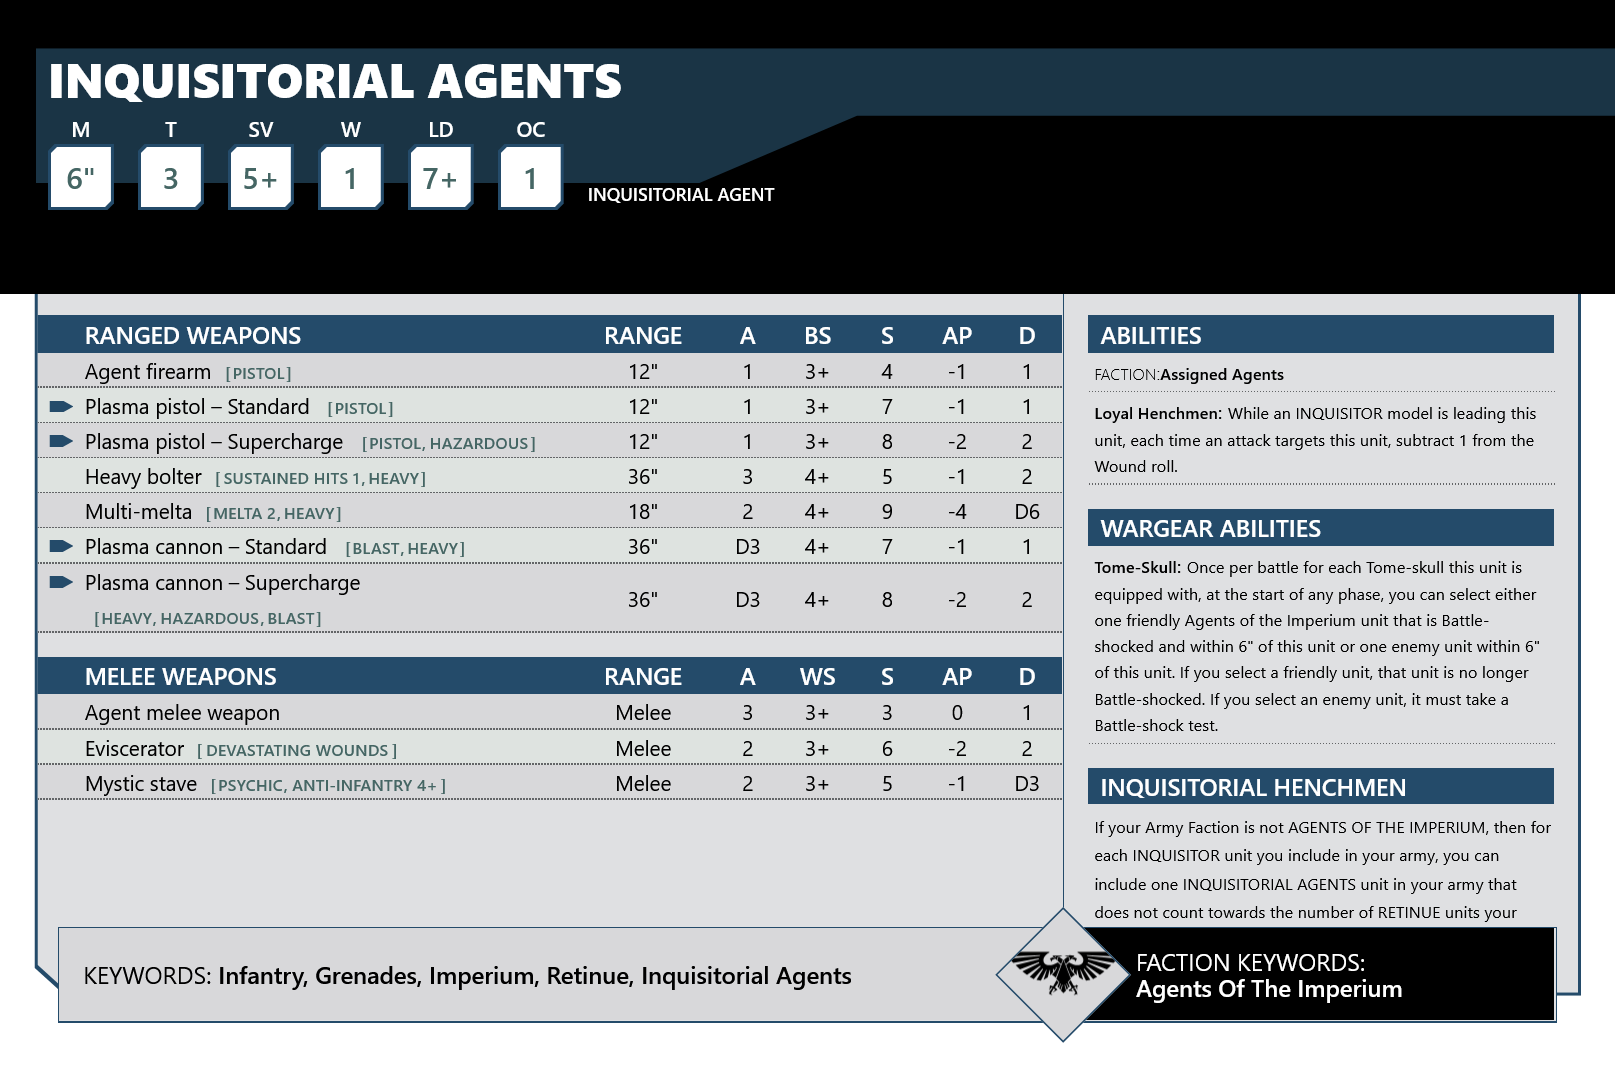 INQUISITORIAL AGENTS
M T SV W LD OC
6" 3 5+ 1 7+ 1
INQUISITORIAL AGENT
RANGED WEAPONS RANGE A BS S AP D
Agent firearm [PISTOL] 12" 1 3+ 4 -1 1
Plasma pistol – Standard [PISTOL] 12" 1 3+ 7 -1 1
Plasma pistol – Supercharge [PISTOL, HAZARDOUS] 12" 1 3+ 8 -2 2
Heavy bolter [SUSTAINED HITS 1, HEAVY] 36" 3 4+ 5 -1 2
Multi-melta [MELTA 2, HEAVY] 18" 2 4+ 9 -4 D6
Plasma cannon – Standard [BLAST, HEAVY] 36" D3 4+ 7 -1 1
Plasma cannon – Supercharge
[HEAVY, HAZARDOUS, BLAST] 36" D3 4+ 8 -2 2
MELEE WEAPONS RANGE A WS S AP D
Agent melee weapon Melee 3 3+ 3 0 1
Eviscerator [DEVASTATING WOUNDS] Melee 2 3+ 6 -2 2
Mystic stave [PSYCHIC, ANTI-INFANTRY 4+] Melee 2 3+ 5 -1 D3
ABILITIES
FACTION:Assigned Agents
Loyal Henchmen: While an INQUISITOR model is leading this
unit, each time an attack targets this unit, subtract 1 from the
Wound roll.
WARGEAR ABILITIES
Tome-Skull: Once per battle for each Tome-skull this unit is
equipped with, at the start of any phase, you can select either
one friendly Agents of the Imperium unit that is Battle-
shocked and within 6" of this unit or one enemy unit within 6"
of this unit. If you select a friendly unit, that unit is no longer
Battle-shocked. If you select an enemy unit, it must take a
Battle-shock test.
INQUISITORIAL HENCHMEN
If your Army Faction is not AGENTS OF THE IMPERIUM, then for
each INQUISITOR unit you include in your army, you can
include one INQUISITORIAL AGENTS unit in your army that
does not count towards the number of RETINUE units your
KEYWORDS: Infantry, Grenades, Imperium, Retinue, Inquisitorial Agents
FACTION KEYWORDS:
Agents Of The Imperium